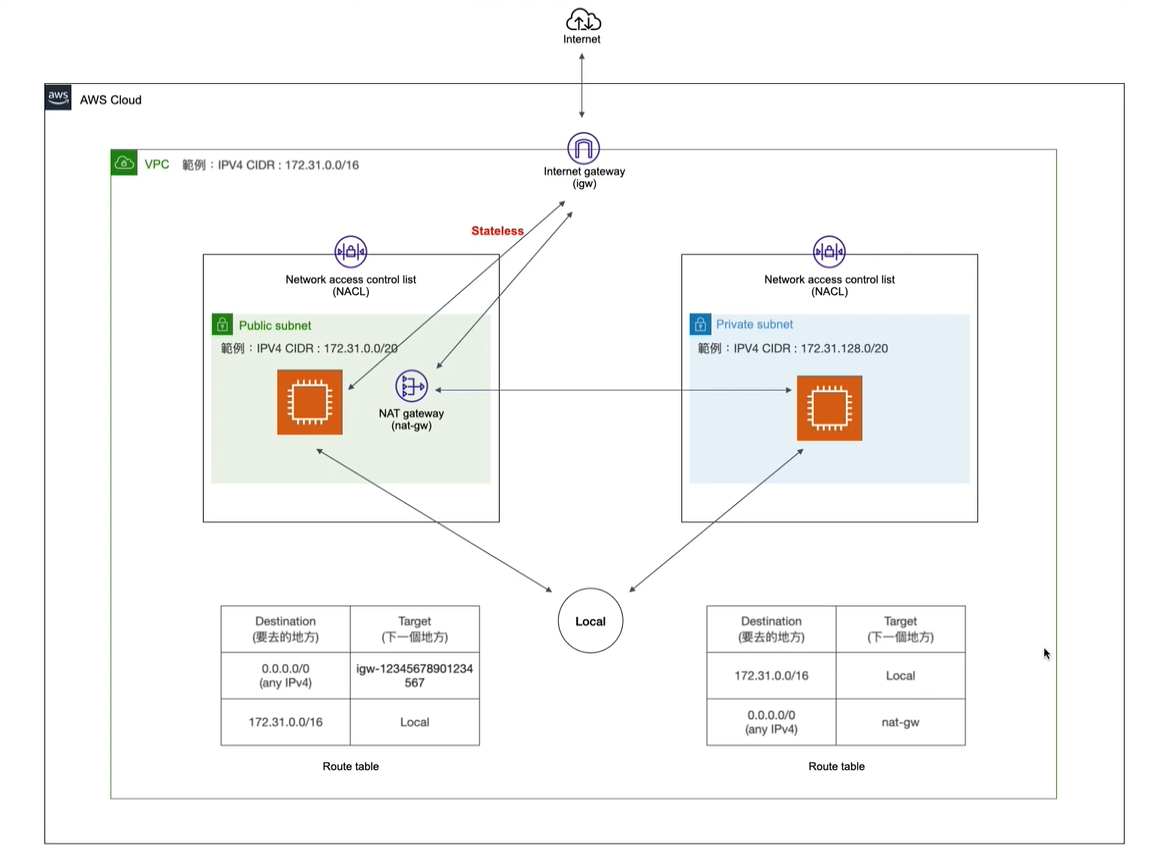 Internet
aws
AWS Cloud
VPC 範例：IPV4 CIDR : 172.31.0.0/16
Internet gateway
(igw)
Stateless
Network access control list
(NACL)
Public subnet
範例：IPV4 CIDR : 172.31.0.0/20
NAT gateway
(nat-gw)
Network access control list
(NACL)
Private subnet
範例：IPV4 CIDR : 172.31.128.0/20
Local
Destination
(要去的地方)
Target
(下一個地方)
0.0.0.0/0
(any IPv4)
igw-12345678901234
567
172.31.0.0/16
Local
Route table
Destination
(要去的地方)
Target
(下一個地方)
172.31.0.0/16
Local
0.0.0.0/0
(any IPv4)
nat-gw
Route table